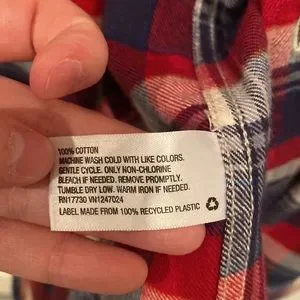 100% COTTON
MACHINE WASH COLD WITH LIKE COLORS.
GENTLE CYCLE. ONLY NON-CHLORINE
BLEACH IF NEEDED. REMOVE PROMPTLY.
TUMBLE DRY LOW. WARM IRON IF NEEDED.
RN17730 VN1247024
LABEL MADE FROM 100% RECYCLED PLASTIC